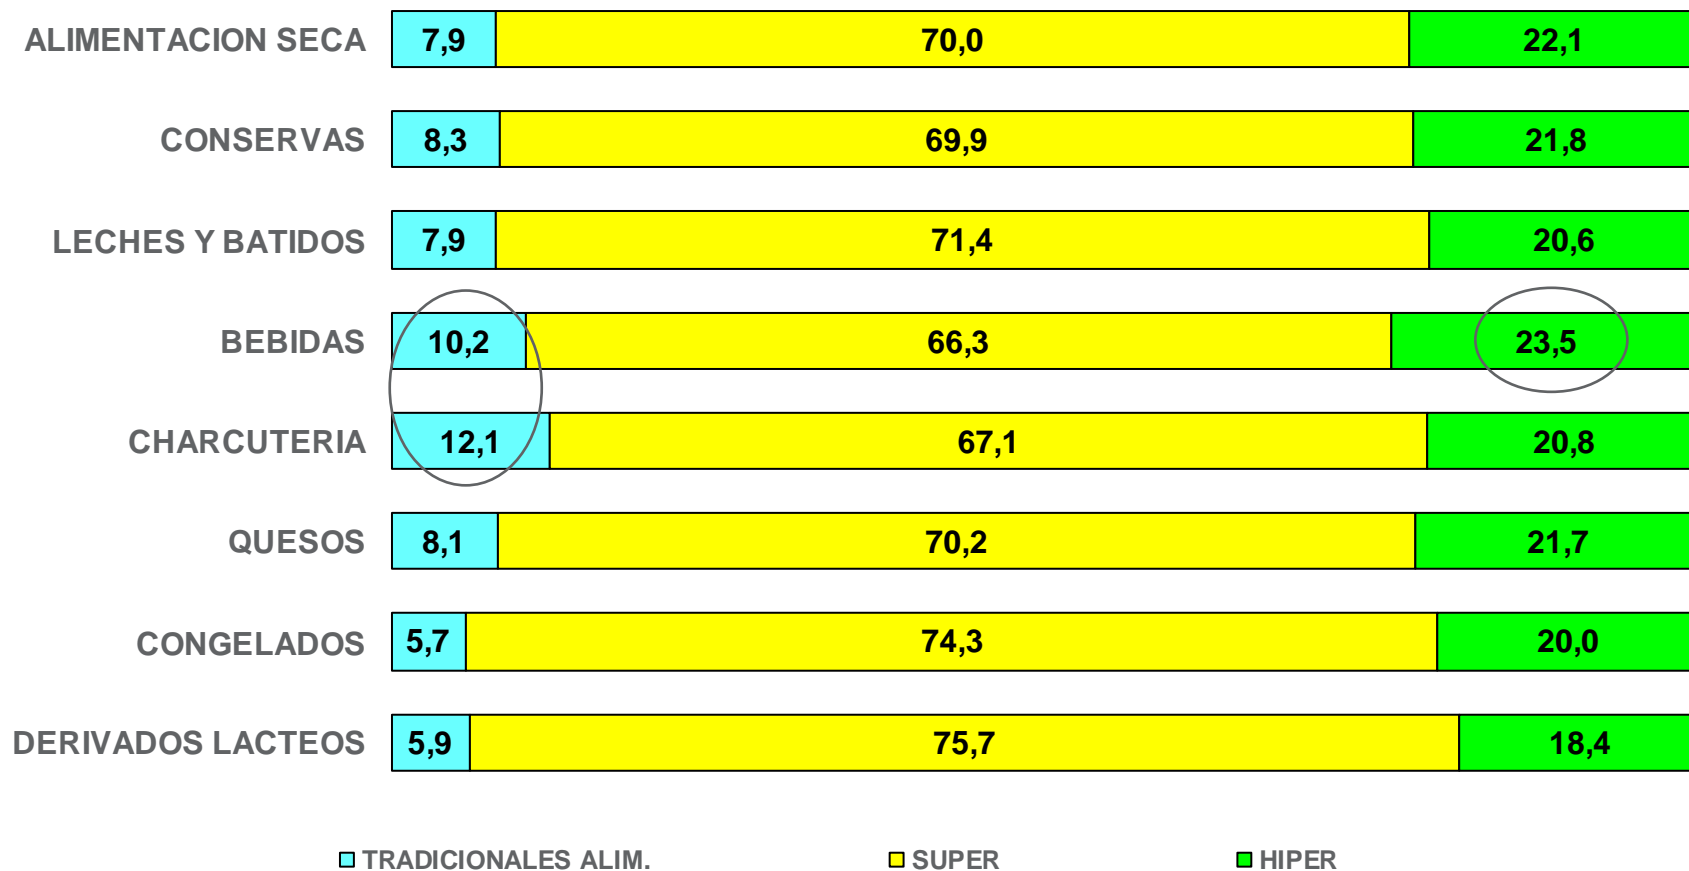 ALIMENTACION SECA 7,9 70,0 22,1
CONSERVAS 8,3 69,9 21,8
LECHES Y BATIDOS 7,9 71,4 20,6
BEBIDAS 10,2 66,3 23,5
CHARCUTERIA 12,1 67,1 20,8
QUESOS 8,1 70,2 21,7
CONGELADOS 5,7 74,3 20,0
DERIVADOS LACTEOS 5,9 75,7 18,4
TRADICIONALES ALIM. SUPER HIPER